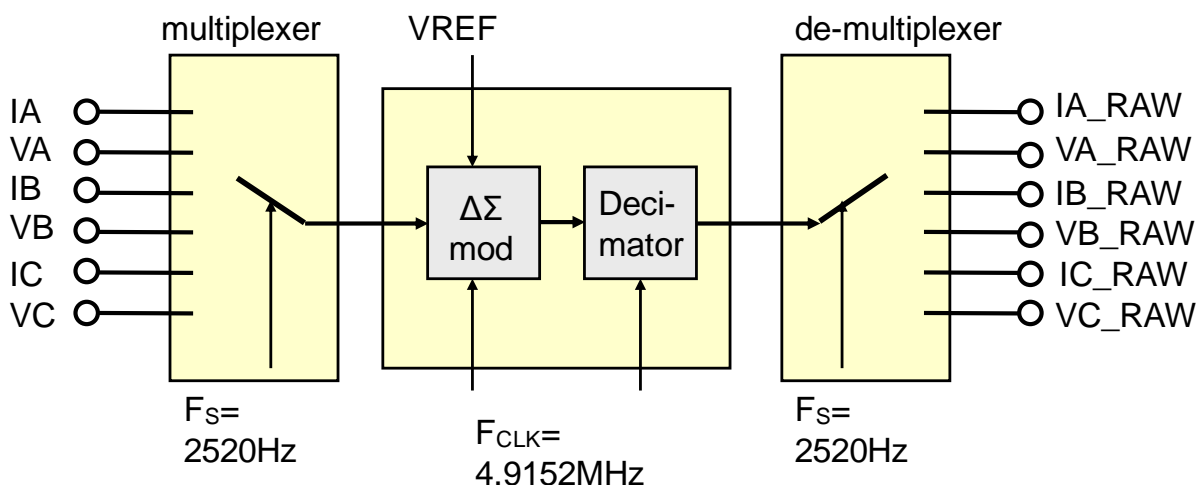 multiplexer
VREF
de-multiplexer
IA
VA
IB
VB
IC
VC
ΔΣ
mod
Deci-
mator
IA_RAW
VA_RAW
IB_RAW
VB_RAW
IC_RAW
VC_RAW
FS=
2520Hz
FCLK=
4.9152MHz
FS=
2520Hz